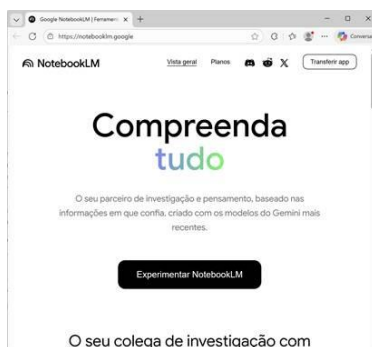 Google NotebookLM | Ferramen
https://notebooklm.google
Conversa
NotebookLM
Vista geral
Planos
Transferir app
Compreenda
tudo
O seu parceiro de investigação e pensamento, baseado nas
informações em que confia, criado com os modelos do Gemini mais
recentes.
Experimentar NotebookLM
O seu colega de investigação com